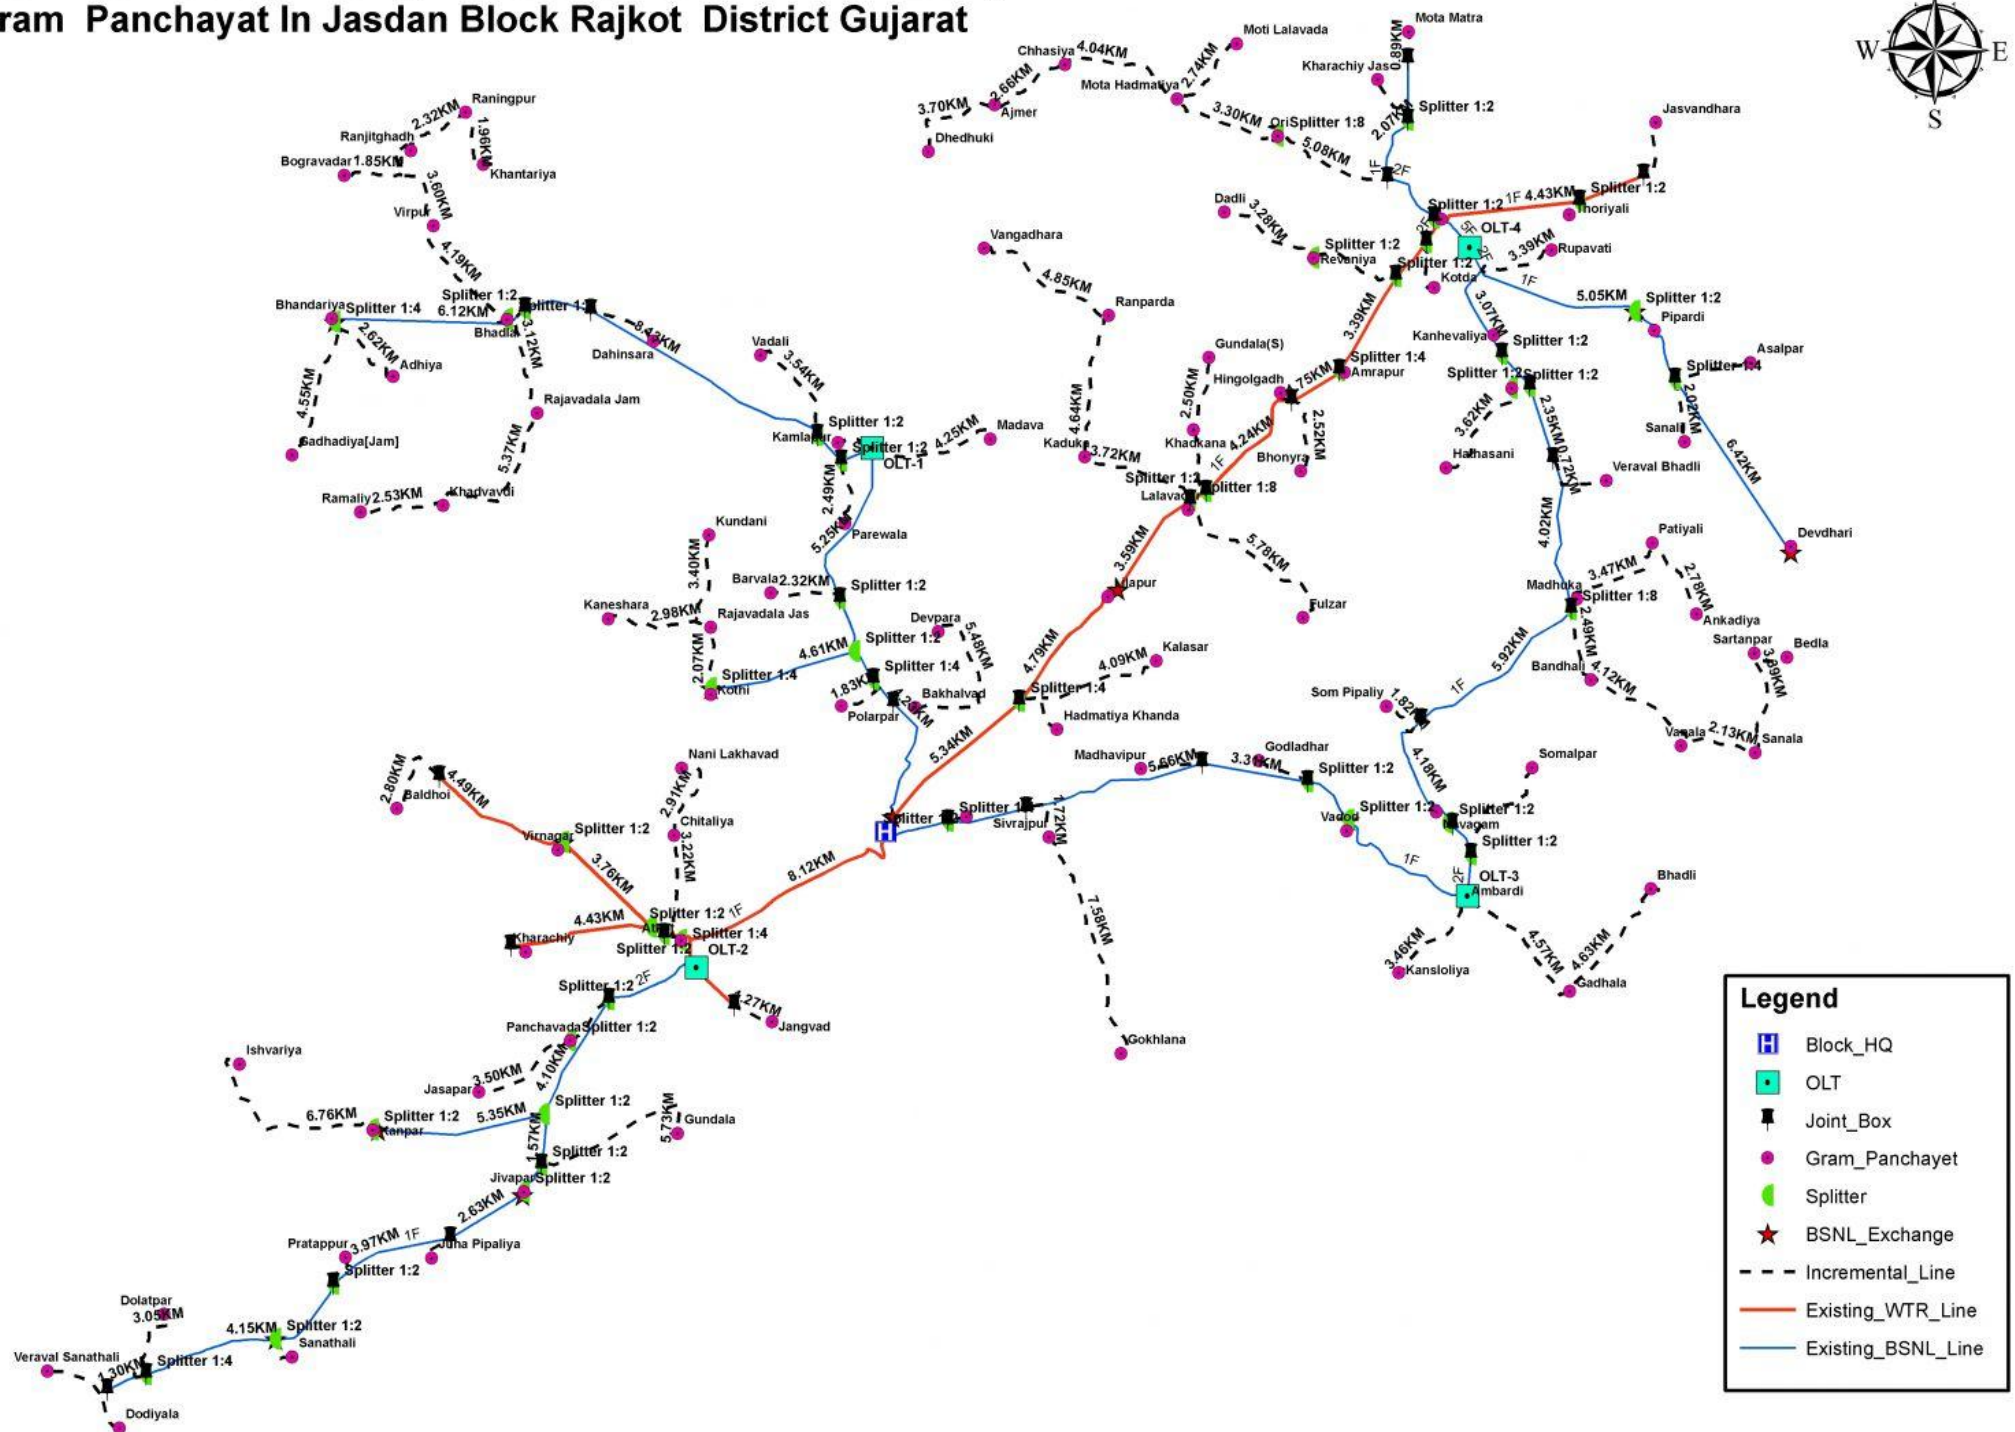 ram Panchayat In Jasdan Block Rajkot District Gujarat
W
E
S
Mota Matra
0.89KM
Moti Lalavada
2.74KM
Chhasiya
4.04KM
Kharachiy Jas
Mota Hadmatiya
2.66KM
3.70KM
Ajmer
Dhedhuki
3.30KM
Splitter 1:8
5.08KM
Splitter 1:2
2.07KM
1F
2F
Jasvandhara
Raningpur
2.32KM
Ranjitghadh
1.96KM
Bogravadar
1.85KM
Khantariya
3.60KM
Virpur
4.19KM
Dadli
3.28KM
Splitter 1:2
Revaniya
Splitter 1:2
1F
4.43KM
Splitter 1:2
Thoriyali
2F
5F
OLT-4
2F
3.39KM
Rupavati
Splitter 1:2
Kotda
1F
5.05KM
Splitter 1:2
Pipardi
Vangadhara
4.85KM
Ranparda
Bhandariya
Splitter 1:4
6.12KM
Splitter 1:2
Bhadla
3.12KM
2.62KM
Adhiya
4.55KM
Gadhadiya[Jam]
Rajavadala Jam
5.37KM
Ramaliy
2.53KM
Khadvavdi
Dahinsara
8.43KM
Vadali
3.54KM
Splitter 1:2
Kamlapur
Splitter 1:2
OLT-1
4.25KM
Madava
2.49KM
5.25KM
Parewala
3.39KM
3.07KM
Kanhevaliya
Splitter 1:2
Gundala(S)
Hingolgadh
Splitter 1:4
Amrapur
2.50KM
2.52KM
4.64KM
Kaduka
3.72KM
Khadkana
4.24KM
1F
Bhonyra
Splitter 1:2
Splitter 1:8
5.78KM
Fulzar
3.59KM
Splitter 1:2
3.62KM
Hathasani
2.35KM
0.72KM
Veraval Bhadli
4.02KM
Asalpar
Splitter 1:4
2.02KM
Sanali
6.42KM
Devdhari
Patiyali
3.47KM
2.78KM
Ankadiya
Madhuka
Splitter 1:8
2.49KM
Sartanpar
Bedla
Bandhali
4.12KM
Vanala
2.13KM
Sanala
5.92KM
1F
Som Pipaliy
1.82KM
4.18KM
Somalpar
Kundani
3.40KM
Barvala
2.32KM
Splitter 1:2
Kaneshara
2.98KM
Rajavadala Jas
2.07KM
Splitter 1:4
Kothi
4.61KM
Splitter 1:2
Devpara
5.48KM
Splitter 1:4
1.83KM
Polarpar
Bakhalvad
4.79KM
4.09KM
Kalasar
Splitter 1:4
Hadmatiya Khanda
5.34KM
Madhavipur
5.66KM
Godladhar
3.31KM
Splitter 1:2
Splitter 1:2
Vadod
Splitter 1:2
Navagam
Splitter 1:2
1F
2F
OLT-3
Ambardi
Bhadli
3.46KM
Kansloliya
4.57KM
4.63KM
Gadhala
Sivrajpur
1.72KM
7.58KM
Gokhlana
Nani Lakhavad
2.91KM
Chitaliya
3.22KM
2.80KM
Baldhoi
4.49KM
Virnagar
Splitter 1:2
3.76KM
8.12KM
4.43KM
Kharachiy
Splitter 1:2
1F
Splitter 1:4
Splitter 1:2
OLT-2
Splitter 1:2
2F
4.27KM
Jangvad
Panchavada
Splitter 1:2
Ishvariya
4.10KM
Jasapar
3.50KM
Splitter 1:2
6.76KM
Splitter 1:2
Kanpar
5.35KM
1.57KM
5.73KM
Gundala
Splitter 1:2
Jivapar
Splitter 1:2
2.63KM
Pratappur
3.97KM
1F
Juna Pipaliya
Splitter 1:2
Dolatpar
3.05KM
4.15KM
Splitter 1:2
Sanathali
Veraval Sanathali
1.30KM
Splitter 1:4
Dodiyala
Legend
H Block_HQ
OLT
Joint_Box
Gram_Panchayet
Splitter
BSNL_Exchange
Incremental_Line
Existing_WTR_Line
Existing_BSNL_Line